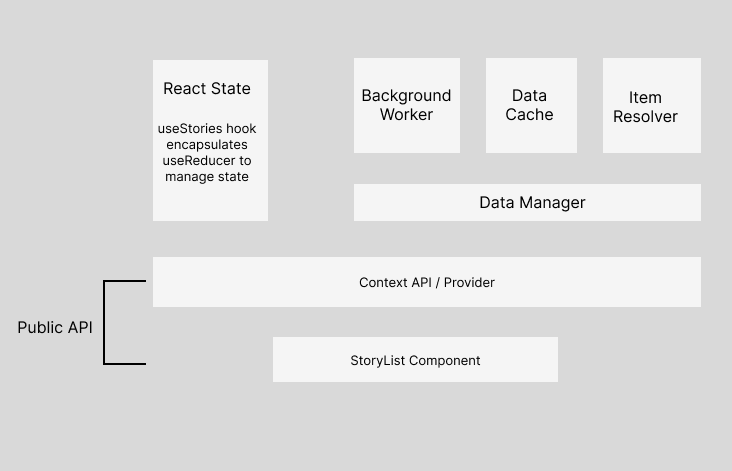 React State
useStories hook
encapsulates
useReducer to
manage state
Background
Worker
Data
Cache
Item
Resolver
Data Manager
Context API / Provider
Public API
StoryList Component